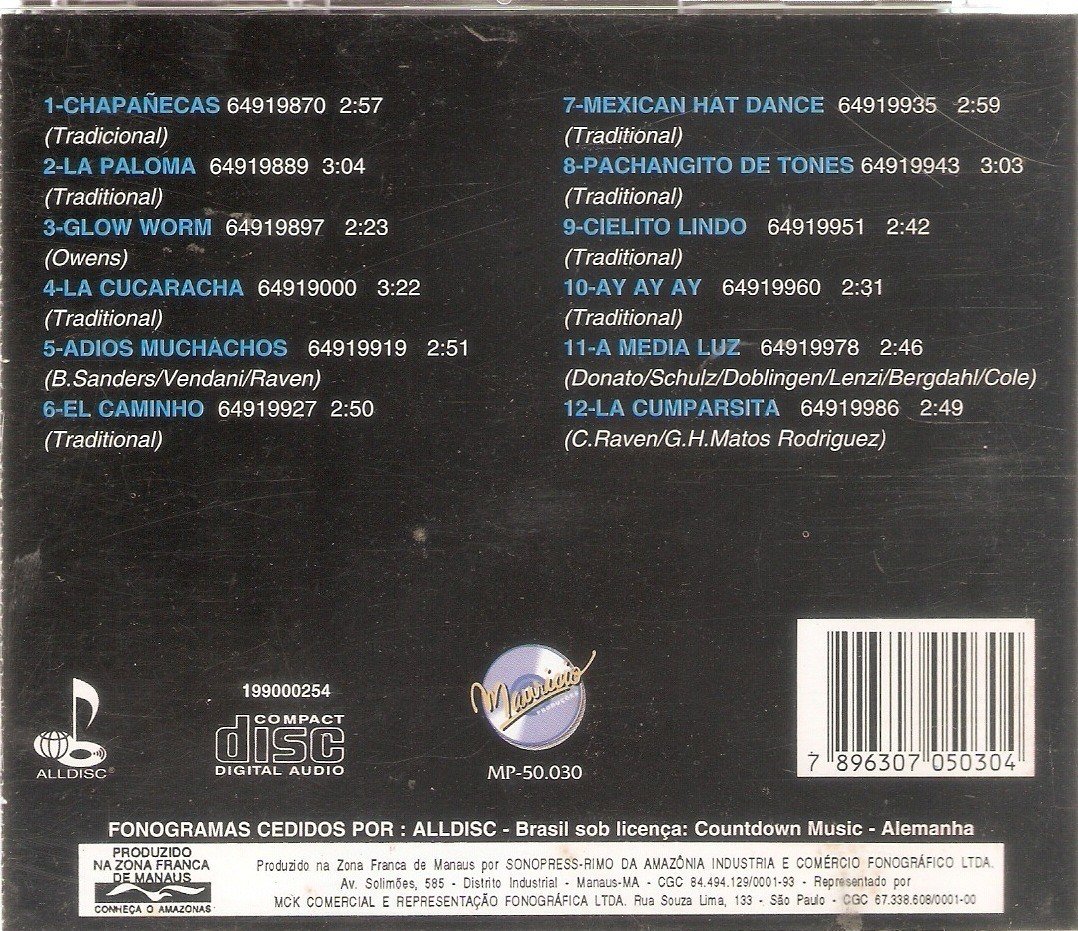 1-CHAPAÑECAS 64919870 2:57
(Tradicional)
2-LA PALOMA 64919889 3:04
(Traditional)
3-GLOW WORM 64919897 2:23
(Owens)
4-LA CUCARACHA 64919000 3:22
(Traditional)
5-ADIOS MUCHACHOS 64919919 2:51
(B.Sanders/Vendani/Raven)
6-EL CAMINHO 64919927 2:50
(Traditional)
7-MEXICAN HAT DANCE 64919935 2:59
(Traditional)
8-PACHANGITO DE TONES 64919943 3:03
(Traditional)
9-CIELITO LINDO 64919951 2:42
(Traditional)
10-AY AY AY 64919960 2:31
(Traditional)
11-A MEDIA LUZ 64919978 2:46
(Donato/Schulz/Doblingen/Lenzi/Bergdahl/Cole)
12-LA CUMPARSITA 64919986 2:49
(C.Raven/G.H.Matos Rodriguez)
ALLDISC®
199000254
COMPACT
disc
DIGITAL AUDIO
Mauricio
MP-50.030
7 896307 050304
FONOGRAMAS CEDIDOS POR : ALLDISC - Brasil sob licença: Countdown Music - Alemanha
PRODUZIDO
NA ZONA FRANCA
DE MANAUS
CONHEÇA O AMAZONAS
Produzido na Zona Franca de Manaus por SONOPRESS-RIMO DA AMAZÔNIA INDUSTRIA E COMÉRCIO FONOGRÁFICO LTDA.
Av. Solimões, 585 - Distrito Industrial - Manaus-MA - CGC 84.494.129/0001-93 - Representado por
MCK COMERCIAL E REPRESENTAÇÃO FONOGRÁFICA LTDA. Rua Souza Lima, 133 - São Paulo - CGC 67.338.608/0001-00